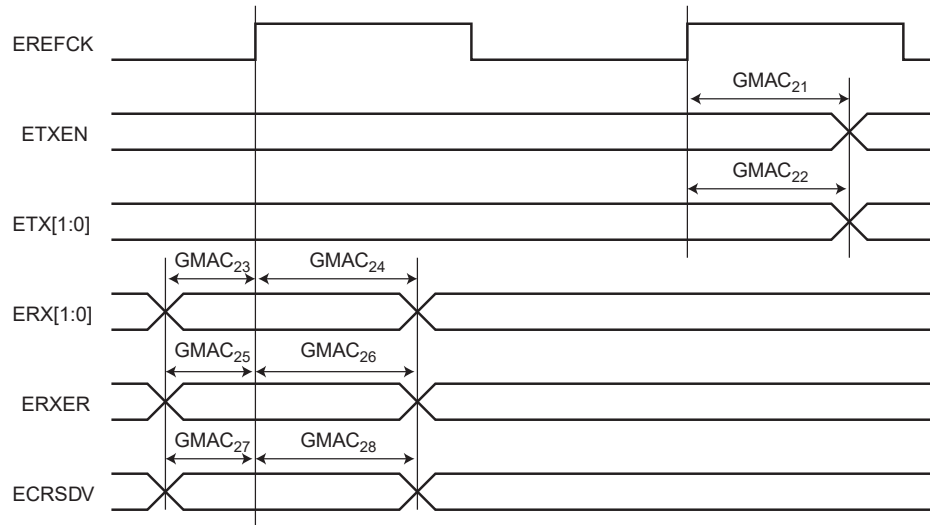 EREFCK
GMAC21
ETXEN
GMAC22
ETX[1:0]
GMAC23 GMAC24
ERX[1:0]
GMAC25 GMAC26
ERXER
GMAC27 GMAC28
ECRSDV